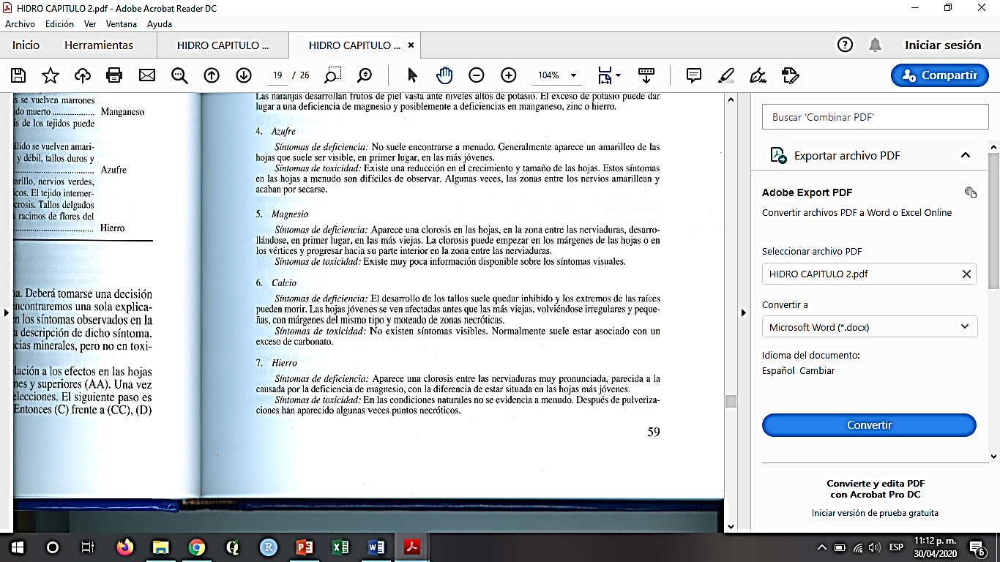 HIDRO CAPITULO 2.pdf - Adobe Acrobat Reader DC
Archivo Edición Ver Ventana Ayuda
Inicio Herramientas HIDRO CAPITULO ... HIDRO CAPITULO ... × Iniciar sesión
19 / 26 104% Compartir
s se vuelven marrones
ido muerto .................. Manganeso
is de los tejidos puede
álido se vuelven amari-
y débil, tallos duros y
.................................. Azufre
arillo, nervios verdes,
icos. El tejido interner-
crosis. Tallos delgados
s racimos de flores del
.................................. Hierro
na. Deberá tomarse una decisión
encontraremos una sola explica-
n los síntomas observados en la
a descripción de dicho síntoma.
cias minerales, pero no en toxi-
lación a los efectos en las hojas
nes y superiores (AA). Una vez
elecciones. El siguiente paso es
Entonces (C) frente a (CC), (D)
Las naranjas desarrollan frutos de piel vasta ante niveles altos de potasio. El exceso de potasio puede dar
lugar a una deficiencia de magnesio y posiblemente a deficiencias en manganeso, zinc o hierro.
4. Azufre
Síntomas de deficiencia: No suele encontrarse a menudo. Generalmente aparece un amarilleo de las
hojas que suele ser visible, en primer lugar, en las más jóvenes.
Síntomas de toxicidad: Existe una reducción en el crecimiento y tamaño de las hojas. Estos síntomas
en las hojas a menudo son difíciles de observar. Algunas veces, las zonas entre los nervios amarillean y
acaban por secarse.
5. Magnesio
Síntomas de deficiencia: Aparece una clorosis en las hojas, en la zona entre las nerviaduras, desarro-
llándose, en primer lugar, en las más viejas. La clorosis puede empezar en los márgenes de las hojas o en
los vértices y progresar hacia su parte interior en la zona entre las nerviaduras.
Síntomas de toxicidad: Existe muy poca información disponible sobre los síntomas visuales.
6. Calcio
Síntomas de deficiencia: El desarrollo de los tallos suele quedar inhibido y los extremos de las raíces
pueden morir. Las hojas jóvenes se ven afectadas antes que las más viejas, volviéndose irregulares y peque-
ñas, con márgenes del mismo tipo y moteado de zonas necróticas.
Síntomas de toxicidad: No existen síntomas visibles. Normalmente suele estar asociado con un
exceso de carbonato.
7. Hierro
Síntomas de deficiencia: Aparece una clorosis entre las nerviaduras muy pronunciada, parecida a la
causada por la deficiencia de magnesio, con la diferencia de estar situada en las hojas más jóvenes.
Síntomas de toxicidad: En las condiciones naturales no se evidencia a menudo. Después de pulveriza-
ciones han aparecido algunas veces puntos necróticos.
59
Buscar 'Combinar PDF'
Exportar archivo PDF
Adobe Export PDF
Convertir archivos PDF a Word o Excel Online
Seleccionar archivo PDF
HIDRO CAPITULO 2.pdf
Convertir a
Microsoft Word (*.docx)
Idioma del documento:
Español Cambiar
Convertir
Convierte y edita PDF
con Acrobat Pro DC
Iniciar versión de prueba gratuita
ESP
11:12 p. m.
30/04/2020
6